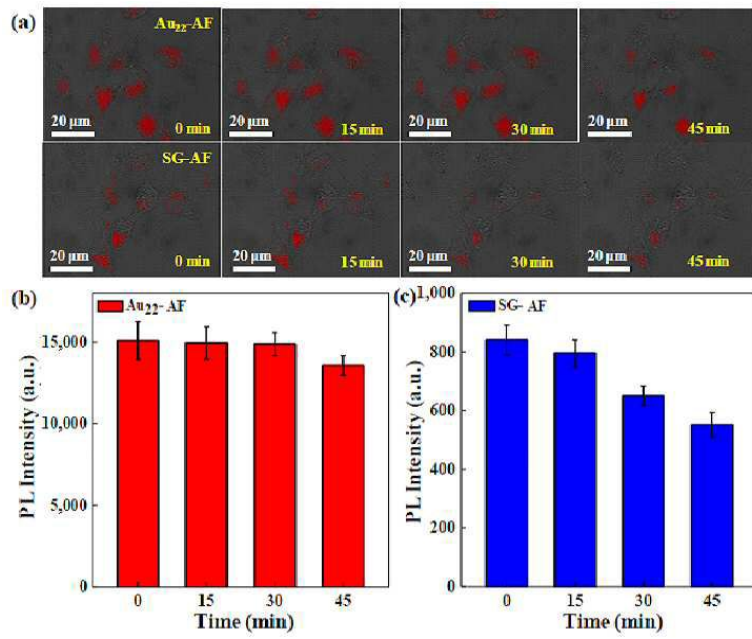 (a)
Au22-AF
20 μm
0 min
20 μm
15 min
20 μm
30 min
20 μm
45 min
SG-AF
20 μm
0 min
20 μm
15 min
20 μm
30 min
20 μm
45 min
(b)
Au22-AF
15,000
10,000
5,000
0
PL Intensity (a.u.)
0 15 30 45
Time (min)
(c)
1,000
SG- AF
800
600
400
200
0
PL Intensity (a.u.)
0 15 30 45
Time (min)